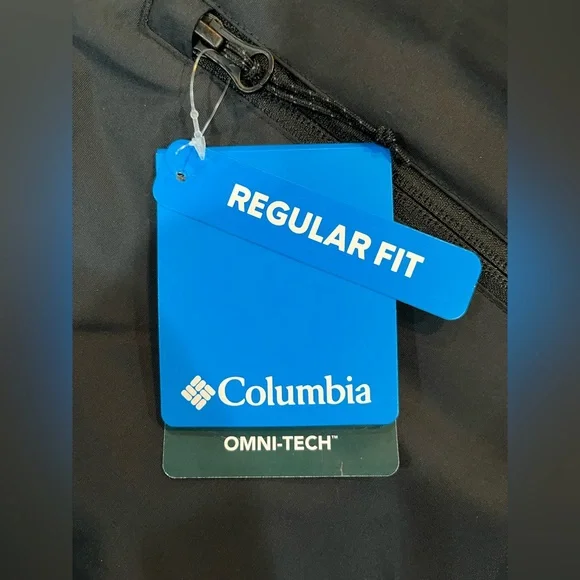 REGULAR FIT
Columbia
OMNI-TECH™